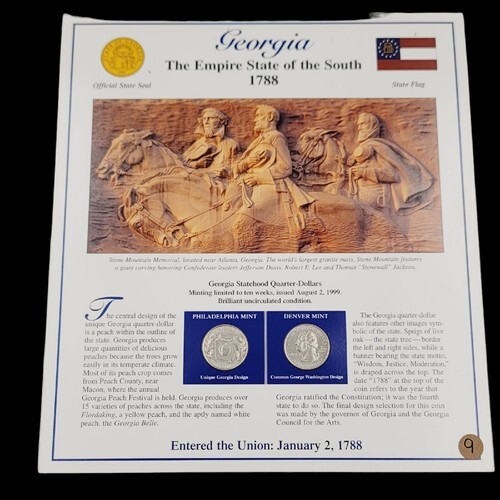 Georgia
The Empire State of the South
1788
Official State Seal
State Flag
Stone Mountain Memorial, located near Atlanta, Georgia. The world's largest granite mass, Stone Mountain features
a giant carving honoring Confederate leaders Jefferson Davis, Robert E. Lee and Thomas "Stonewall" Jackson.
Georgia Statehood Quarter-Dollars
Minting limited to ten weeks, issued August 2, 1999.
Brilliant uncirculated condition.
The central design of the
unique Georgia quarter-dollar
is a peach within the outline of
the state. Georgia produces
large quantities of delicious
peaches because the trees grow
easily in its temperate climate.
Most of its peach crop comes
from Peach County, near
Macon, where the annual
Georgia Peach Festival is held. Georgia produces over
15 varieties of peaches across the state, including the
Flordaking, a yellow peach, and the aptly named white
peach, the Georgia Belle.
PHILADELPHIA MINT
Unique Georgia Design
DENVER MINT
Common George Washington Design
The Georgia quarter-dollar
also features other images sym-
bolic of the state. Sprigs of live
oak — the state tree — border
the left and right sides, while a
banner bearing the state motto,
"Wisdom, Justice, Moderation,"
is draped across the top. The
date "1788" at the top of the
coin refers to the year that
Georgia ratified the Constitution; it was the fourth
state to do so. The final design selection for this coin
was made by the governor of Georgia and the Georgia
Council for the Arts.
Entered the Union: January 2, 1788
9